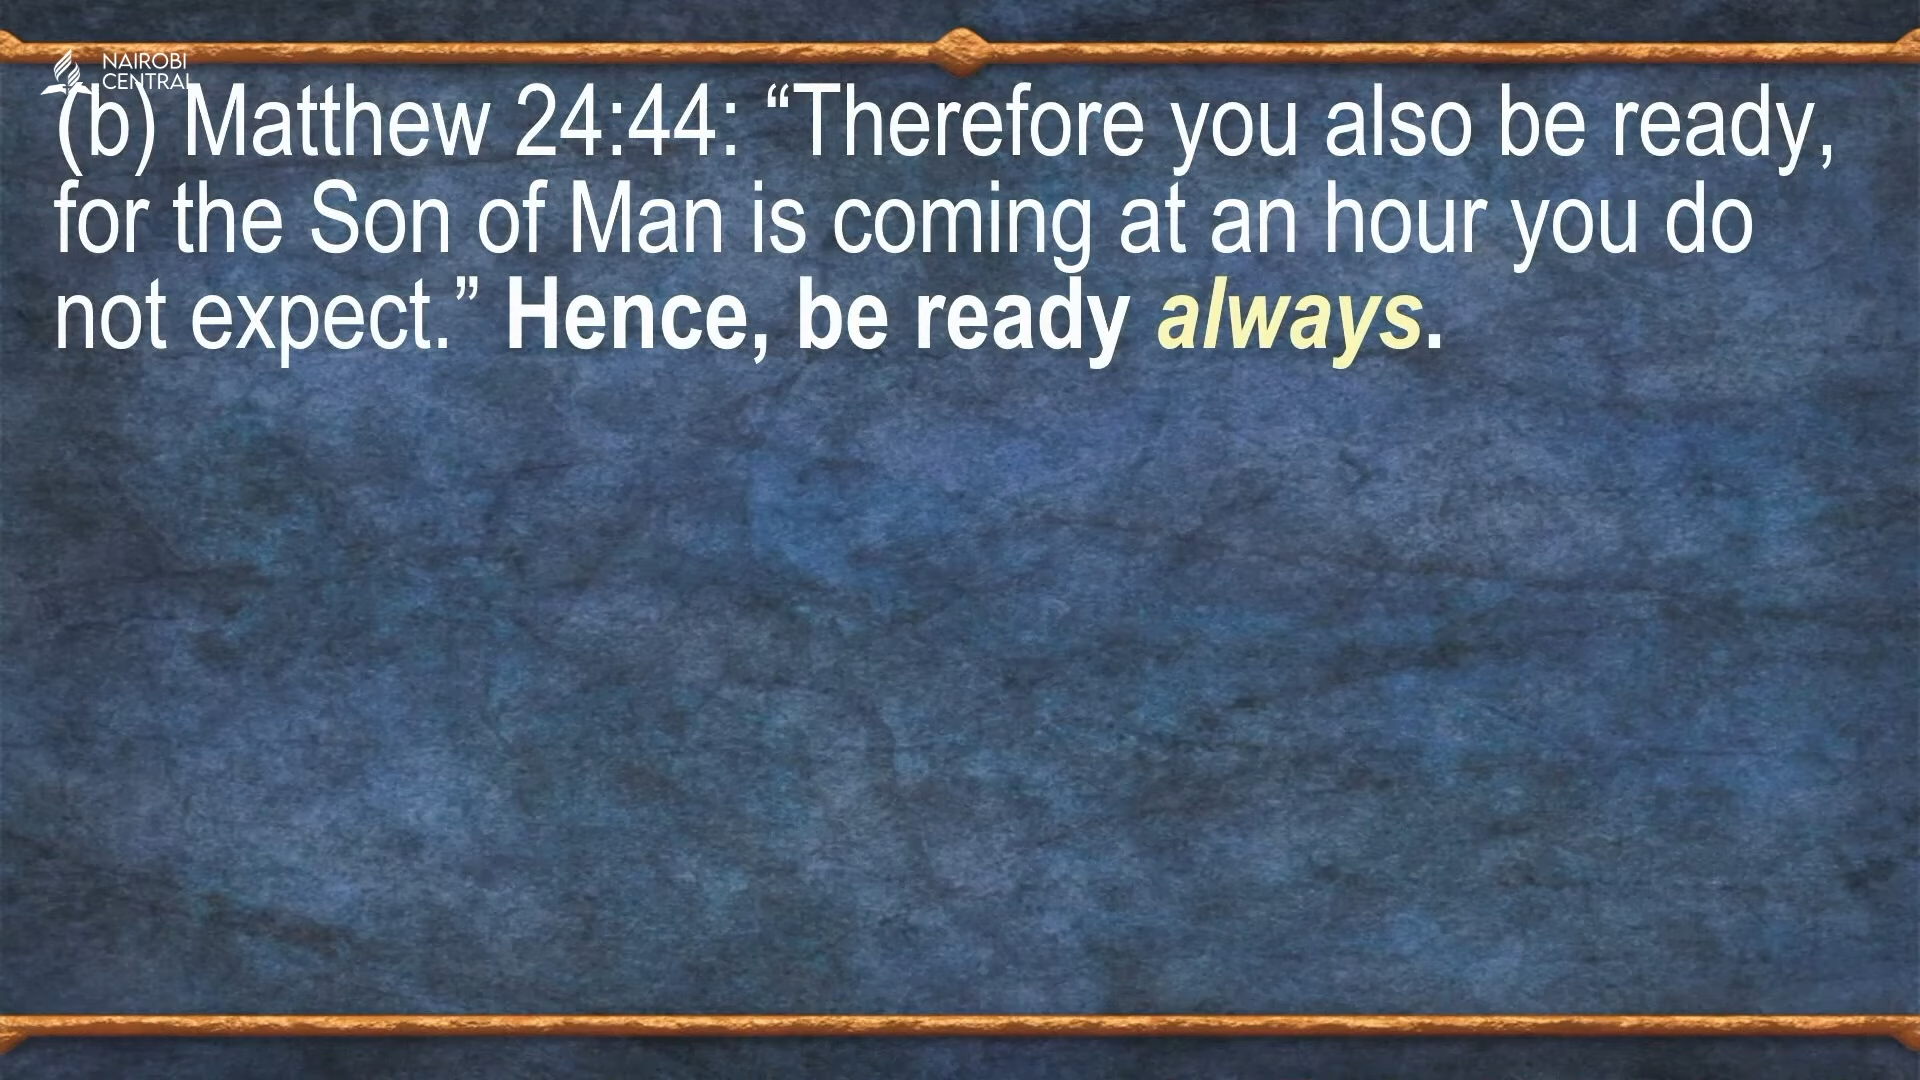 NAIROBI
CENTRAL
(b) Matthew 24:44: “Therefore you also be ready,
for the Son of Man is coming at an hour you do
not expect.” Hence, be ready always.